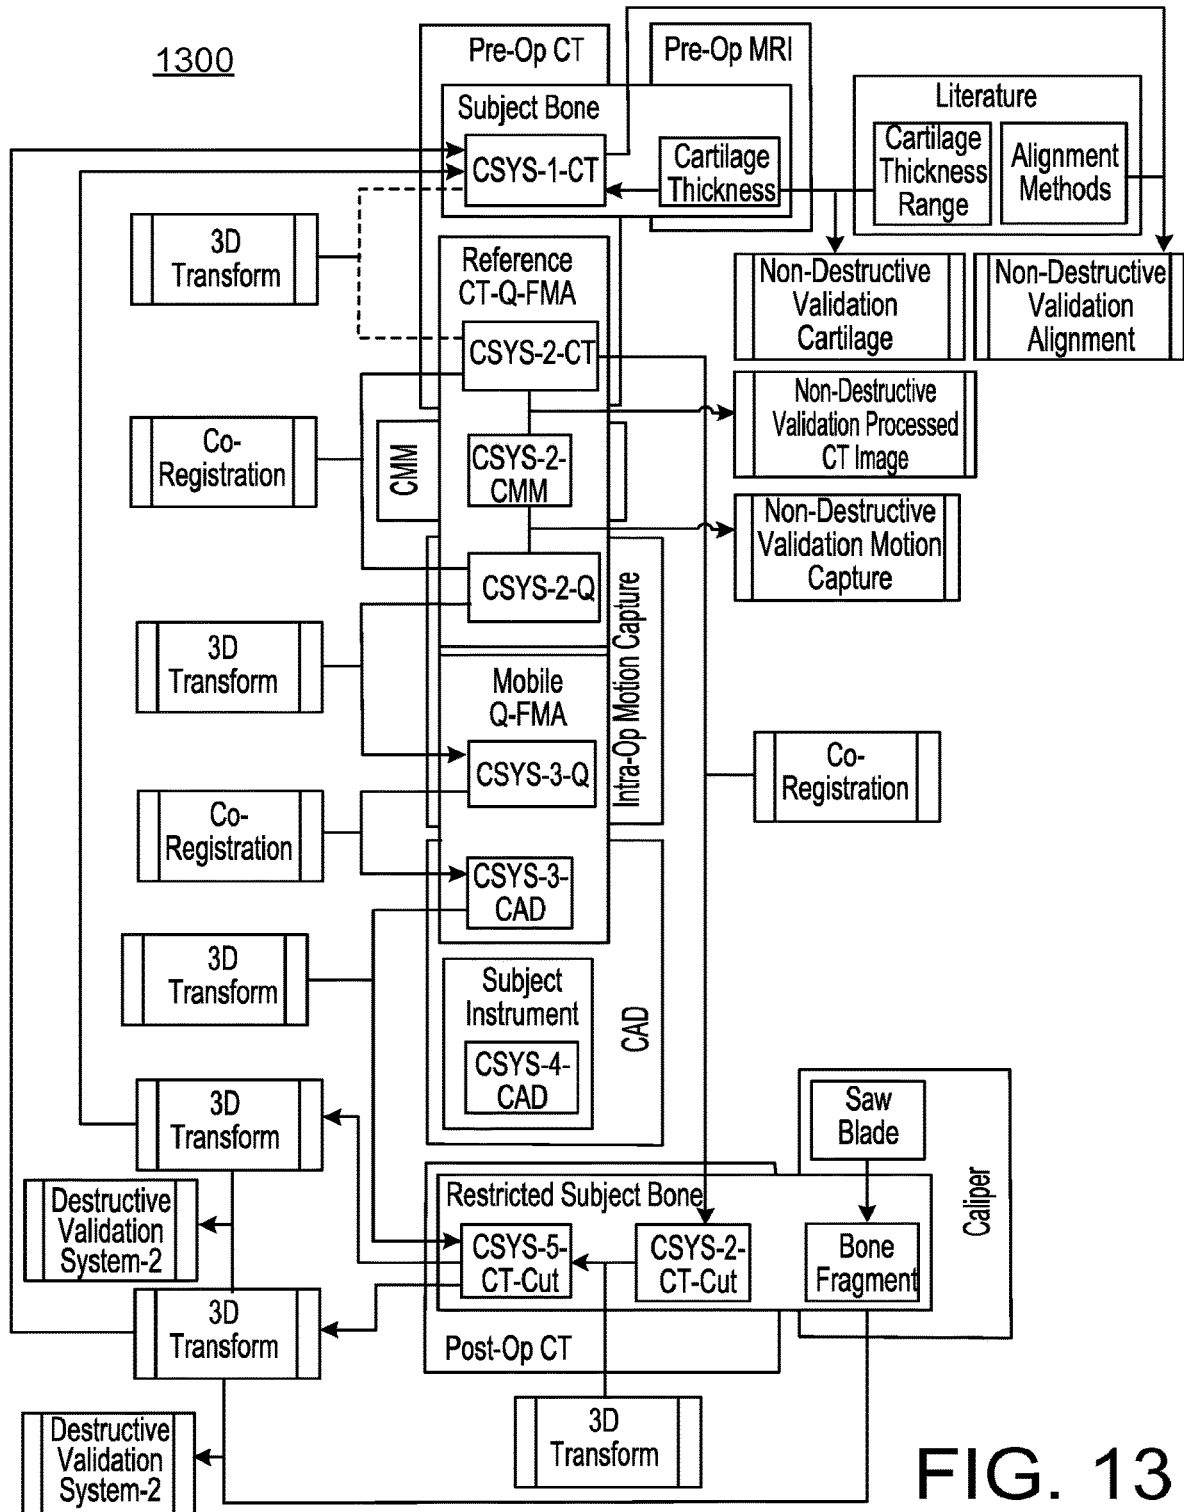 1300
Pre-Op CT
Pre-Op MRI
Subject Bone
CSYS-1-CT
Cartilage
Thickness
Literature
Cartilage
Thickness
Range
Alignment
Methods
3D
Transform
Reference
CT-Q-FMA
CSYS-2-CT
Non-Destructive
Validation
Cartilage
Non-Destructive
Validation
Alignment
Non-Destructive
Validation Processed
CT Image
Co-
Registration
CMM
CSYS-2-
CMM
Non-Destructive
Validation Motion
Capture
CSYS-2-Q
Intra-Op Motion Capture
3D
Transform
Mobile
Q-FMA
CSYS-3-Q
Co-
Registration
Co-
Registration
CSYS-3-
CAD
3D
Transform
Subject
Instrument
CSYS-4-
CAD
CAD
3D
Transform
Saw
Blade
Caliper
Destructive
Validation
System-2
Restricted Subject Bone
CSYS-5-
CT-Cut
CSYS-2-
CT-Cut
Bone
Fragment
3D
Transform
Post-Op CT
3D
Transform
Destructive
Validation
System-2
FIG. 13